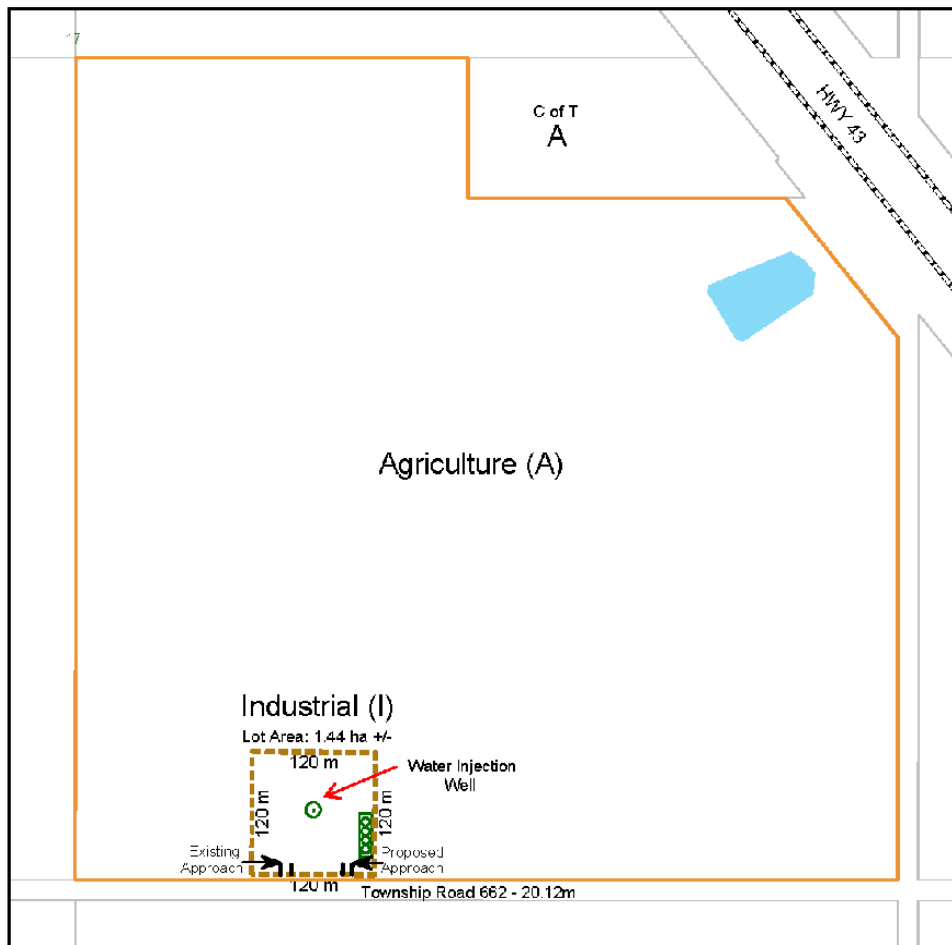 C of T
A
HWY 43
Agriculture (A)
Industrial (I)
Lot Area: 1.44 ha +/-
120 m
Water Injection
Well
120 m
120 m
Existing
Approach
Proposed
Approach
120 m
Township Road 662 - 20.12m